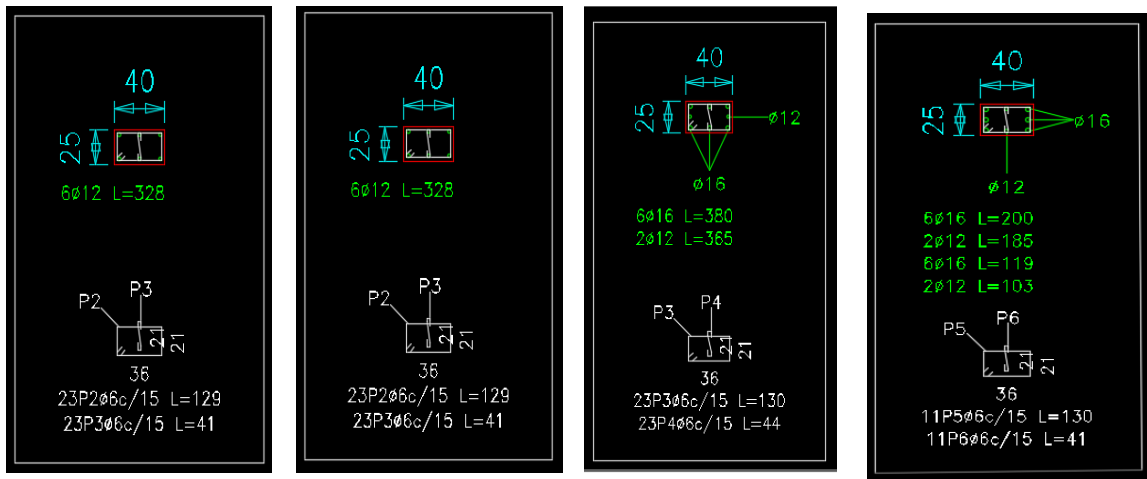 40
25
6ø12 L=328
P2
P3
21
21
36
23P2ø6c/15 L=129
23P3ø6c/15 L=41
40
25
6ø12 L=328
P2
P3
21
21
36
23P2ø6c/15 L=129
23P3ø6c/15 L=41
40
25
ø12
ø16
6ø16 L=380
2ø12 L=365
P3
P4
21
21
36
23P3ø6c/15 L=130
23P4ø6c/15 L=44
40
25
ø16
ø12
6ø16 L=200
2ø12 L=185
6ø16 L=119
2ø12 L=103
P5
P6
21
21
36
11P5ø6c/15 L=130
11P6ø6c/15 L=41